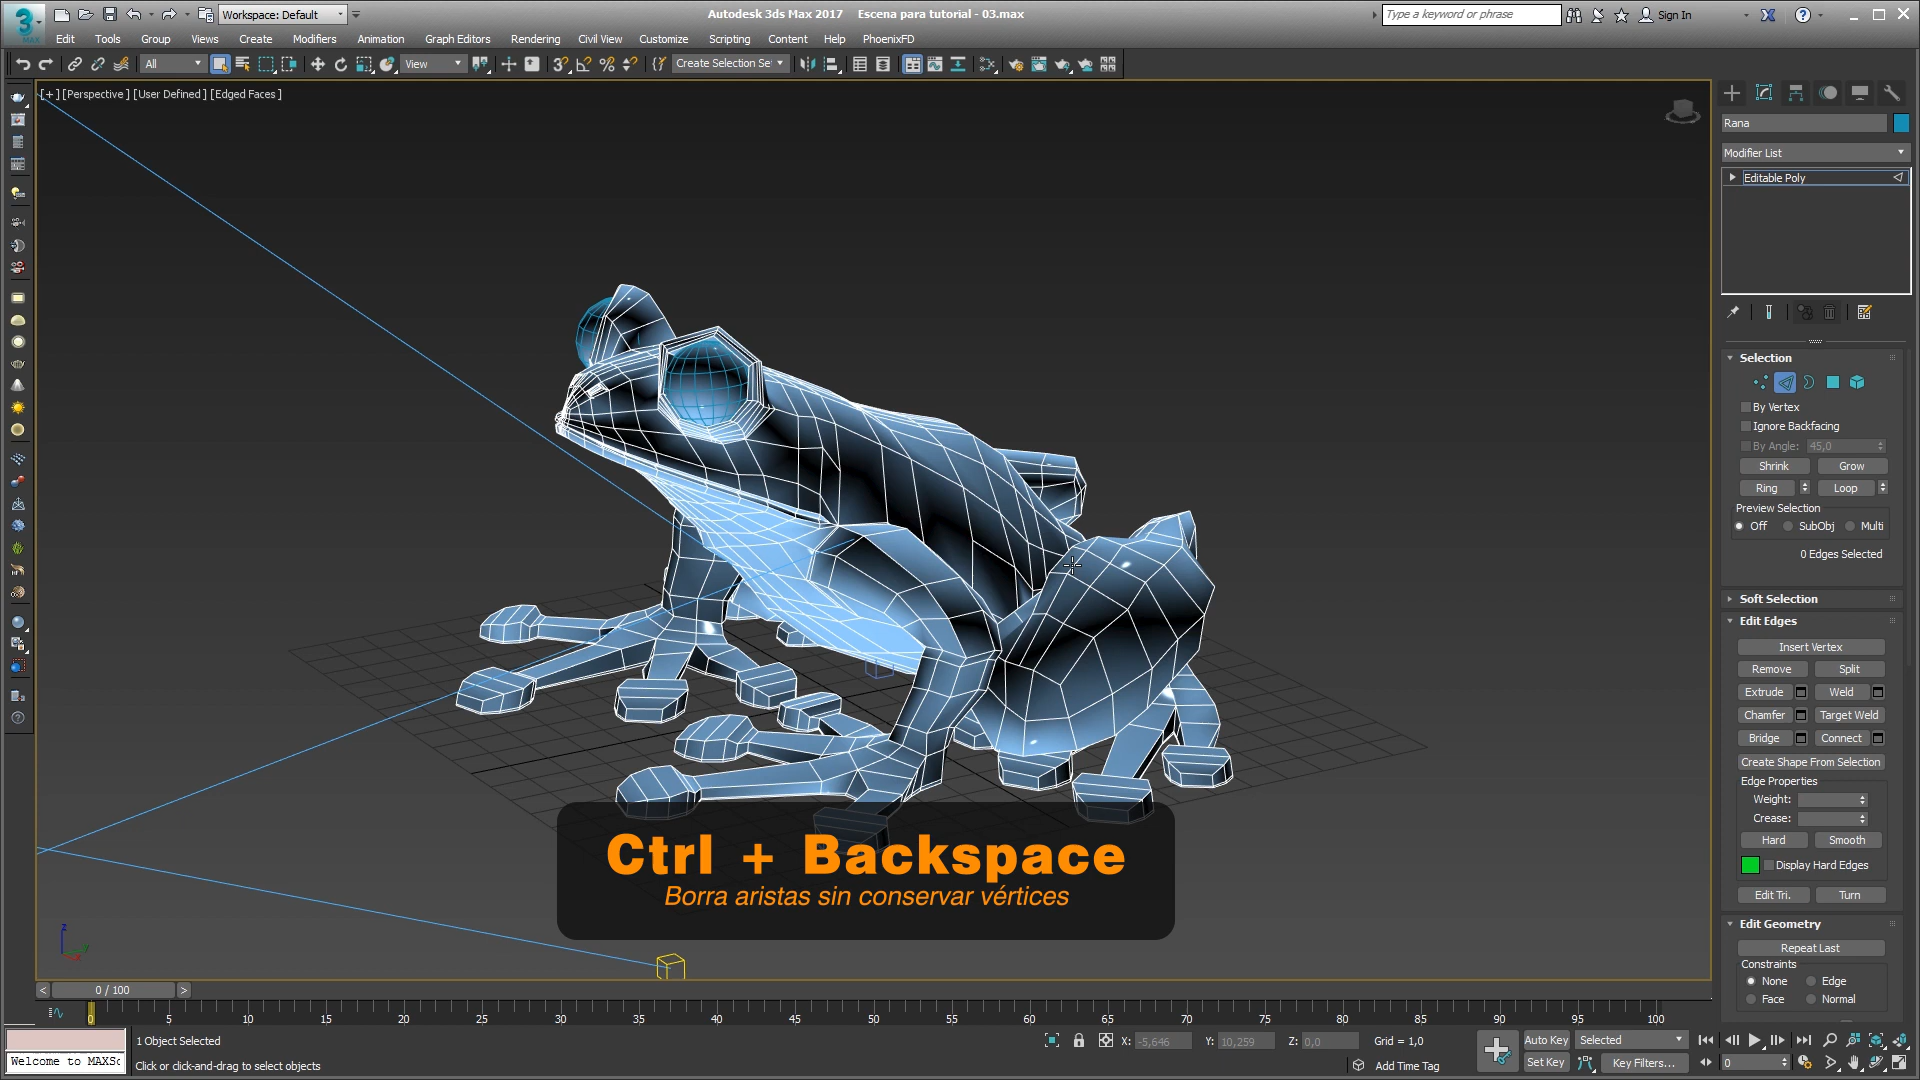 Workspace: Default
Autodesk 3ds Max 2017 Escena para tutorial - 03.max
Type a keyword or phrase
Sign In
3
MAX
Edit Tools Group Views Create Modifiers Animation Graph Editors Rendering Civil View Customize Scripting Content Help PhoenixFD
All
View
Create Selection Se
[+] [Perspective] [User Defined] [Edged Faces]
Rana
Modifier List
Editable Poly
Selection
By Vertex
Ignore Backfacing
By Angle: 45,0
Shrink Grow
Ring Loop
Preview Selection
Off SubObj Multi
0 Edges Selected
Soft Selection
Edit Edges
Insert Vertex
Remove Split
Extrude Weld
Chamfer Target Weld
Bridge Connect
Create Shape From Selection
Edge Properties
Weight:
Crease:
Hard Smooth
Display Hard Edges
Edit Tri. Turn
Edit Geometry
Repeat Last
Constraints
None Edge
Face Normal
Ctrl + Backspace
Borra aristas sin conservar vértices
z
y
x
< 0 / 100 >
0 5 10 15 20 25 30 35 40 45 50 55 60 65 70 75 80 85 90 95 100
1 Object Selected
X: -5,646 Y: 10,259 Z: 0,0 Grid = 1,0
Auto Key Selected
Welcome to MAXSc
Click or click-and-drag to select objects
Add Time Tag
Set Key Key Filters... 0